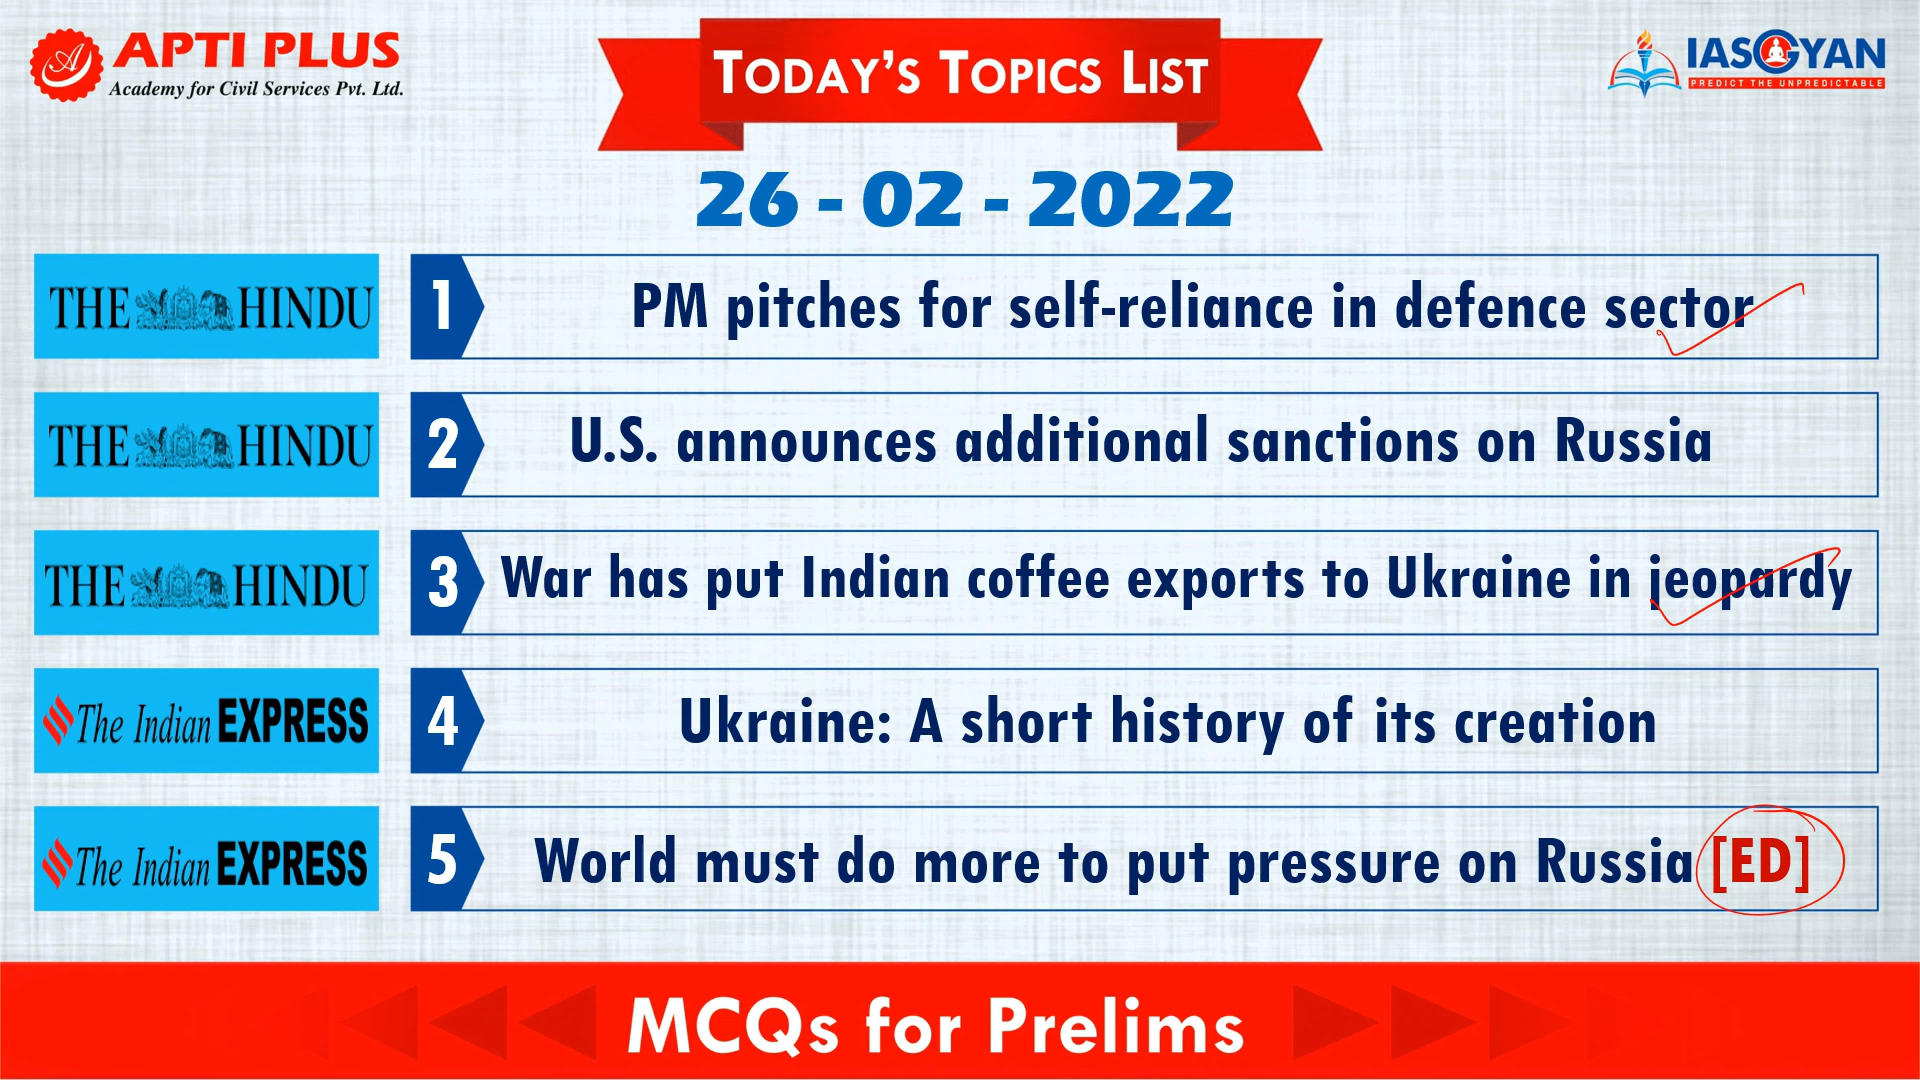 APTI PLUS
Academy for Civil Services Pvt. Ltd.
TODAY'S TOPICS LIST
IASGYAN
PREDICT THE UNPREDICTABLE
26 - 02 - 2022
THE HINDU
1
PM pitches for self-reliance in defence sector
THE HINDU
2
U.S. announces additional sanctions on Russia
THE HINDU
3
War has put Indian coffee exports to Ukraine in jeopardy
The Indian EXPRESS
4
Ukraine: A short history of its creation
The Indian EXPRESS
5
World must do more to put pressure on Russia [ED]
MCQs for Prelims